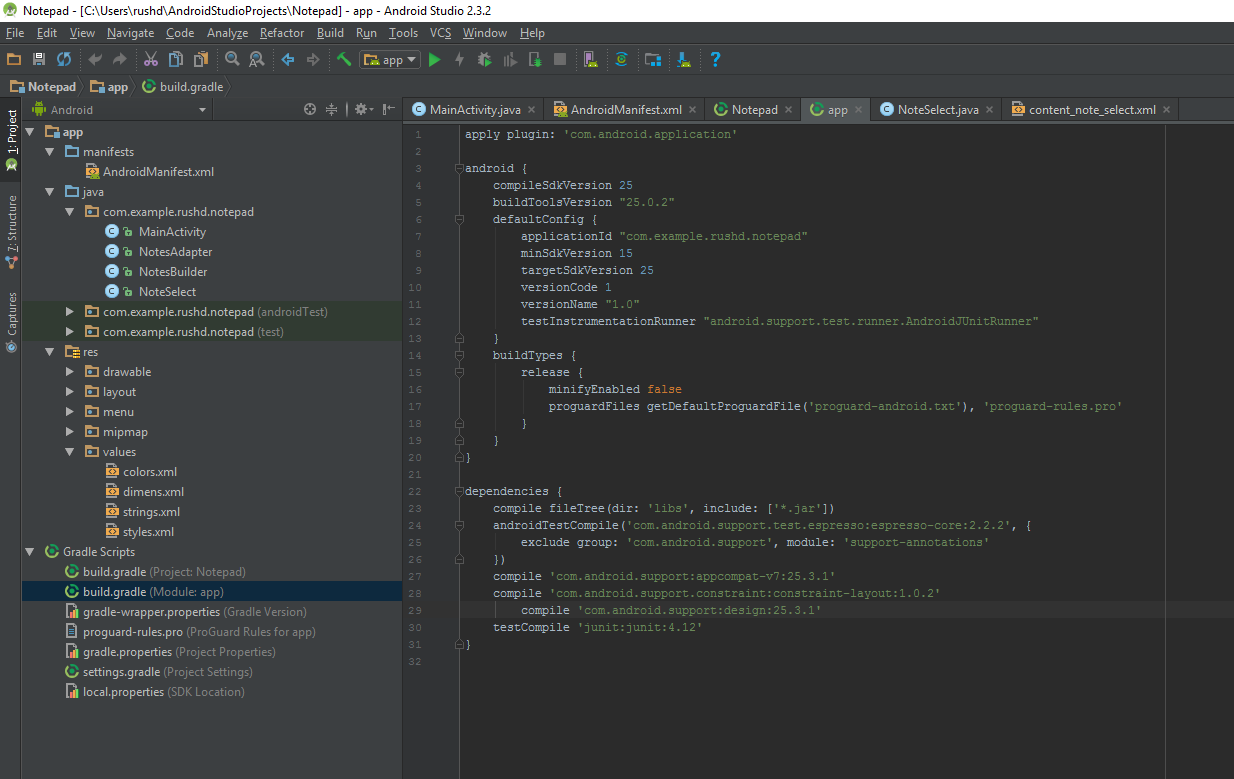 Notepad - [C:\Users\rushd\AndroidStudioProjects\Notepad] - app - Android Studio 2.3.2
File Edit View Navigate Code Analyze Refactor Build Run Tools VCS Window Help
app
Notepad app build.gradle
1: Project
7: Structure
Captures
Android
app
manifests
AndroidManifest.xml
java
com.example.rushd.notepad
MainActivity
NotesAdapter
NotesBuilder
NoteSelect
com.example.rushd.notepad (androidTest)
com.example.rushd.notepad (test)
res
drawable
layout
menu
mipmap
values
colors.xml
dimens.xml
strings.xml
styles.xml
Gradle Scripts
build.gradle (Project: Notepad)
build.gradle (Module: app)
gradle-wrapper.properties (Gradle Version)
proguard-rules.pro (ProGuard Rules for app)
gradle.properties (Project Properties)
settings.gradle (Project Settings)
local.properties (SDK Location)
MainActivity.java AndroidManifest.xml Notepad app NoteSelect.java content_note_select.xml
1 apply plugin: 'com.android.application'
2
3 android {
4 compileSdkVersion 25
5 buildToolsVersion "25.0.2"
6 defaultConfig {
7 applicationId "com.example.rushd.notepad"
8 minSdkVersion 15
9 targetSdkVersion 25
10 versionCode 1
11 versionName "1.0"
12 testInstrumentationRunner "android.support.test.runner.AndroidJUnitRunner"
13 }
14 buildTypes {
15 release {
16 minifyEnabled false
17 proguardFiles getDefaultProguardFile('proguard-android.txt'), 'proguard-rules.pro'
18 }
19 }
20 }
21
22 dependencies {
23 compile fileTree(dir: 'libs', include: ['*.jar'])
24 androidTestCompile('com.android.support.test.espresso:espresso-core:2.2.2', {
25 exclude group: 'com.android.support', module: 'support-annotations'
26 })
27 compile 'com.android.support:appcompat-v7:25.3.1'
28 compile 'com.android.support.constraint:constraint-layout:1.0.2'
29 compile 'com.android.support:design:25.3.1'
30 testCompile 'junit:junit:4.12'
31 }
32